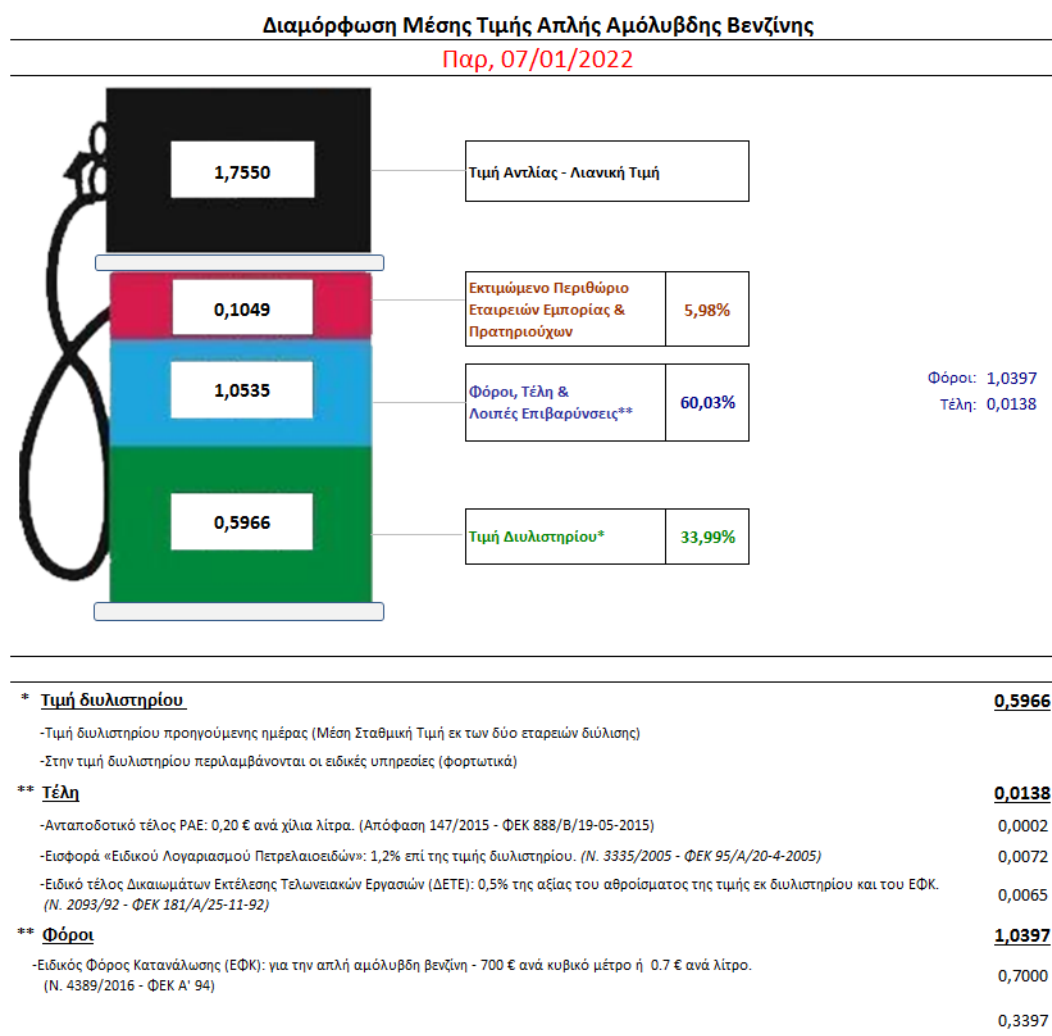 Διαμόρφωση Μέσης Τιμής Απλής Αμόλυβδης Βενζίνης
Παρ, 07/01/2022
1,7550
Τιμή Αντλίας - Λιανική Τιμή
0,1049
Εκτιμώμενο Περιθώριο
Εταιρειών Εμπορίας &
Πρατηριούχων
5,98%
1,0535
Φόροι, Τέλη &
Λοιπές Επιβαρύνσεις**
60,03%
Φόροι: 1,0397
Τέλη: 0,0138
0,5966
Τιμή Διυλιστηρίου*
33,99%
* Τιμή διυλιστηρίου 0,5966
-Τιμή διυλιστηρίου προηγούμενης ημέρας (Μέση Σταθμική Τιμή εκ των δύο εταρειών διύλισης)
-Στην τιμή διυλιστηρίου περιλαμβάνονται οι ειδικές υπηρεσίες (φορτωτικά)
** Τέλη 0,0138
-Ανταποδοτικό τέλος ΡΑΕ: 0,20 € ανά χίλια λίτρα. (Απόφαση 147/2015 - ΦΕΚ 888/Β/19-05-2015) 0,0002
-Εισφορά «Ειδικού Λογαριασμού Πετρελαιοειδών»: 1,2% επί της τιμής διυλιστηρίου. (Ν. 3335/2005 - ΦΕΚ 95/Α/20-4-2005) 0,0072
-Ειδικό τέλος Δικαιωμάτων Εκτέλεσης Τελωνειακών Εργασιών (ΔΕΤΕ): 0,5% της αξίας του αθροίσματος της τιμής εκ διυλιστηρίου και του ΕΦΚ. 0,0065
(Ν. 2093/92 - ΦΕΚ 181/Α/25-11-92)
** Φόροι 1,0397
-Ειδικός Φόρος Κατανάλωσης (ΕΦΚ): για την απλή αμόλυβδη βενζίνη - 700 € ανά κυβικό μέτρο ή 0.7 € ανά λίτρο. 0,7000
(Ν. 4389/2016 - ΦΕΚ Α' 94)
0,3397